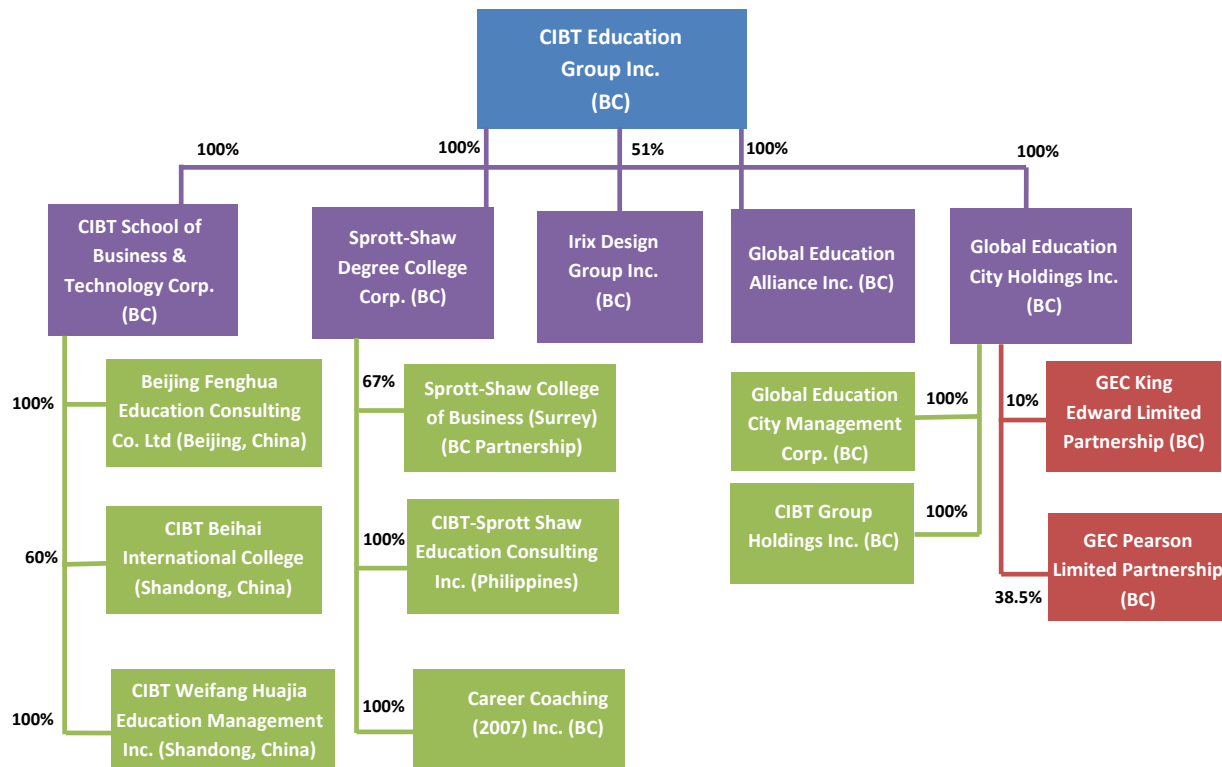 CIBT Education
Group Inc.
(BC)
100%
100%
51%
100%
100%
CIBT School of
Business &
Technology Corp.
(BC)
Sprott-Shaw
Degree College
Corp. (BC)
Irix Design
Group Inc.
(BC)
Global Education
Alliance Inc. (BC)
Global Education
City Holdings Inc.
(BC)
100%
Beijing Fenghua
Education Consulting
Co. Ltd (Beijing, China)
60%
CIBT Beihai
International College
(Shandong, China)
100%
CIBT Weifang Huajia
Education Management
Inc. (Shandong, China)
67%
Sprott-Shaw College
of Business (Surrey)
(BC Partnership)
100%
CIBT-Sprott Shaw
Education Consulting
Inc. (Philippines)
100%
Career Coaching
(2007) Inc. (BC)
Global Education
City Management
Corp. (BC)
100%
CIBT Group
Holdings Inc. (BC)
100%
10%
GEC King
Edward Limited
Partnership (BC)
38.5%
GEC Pearson
Limited Partnership
(BC)